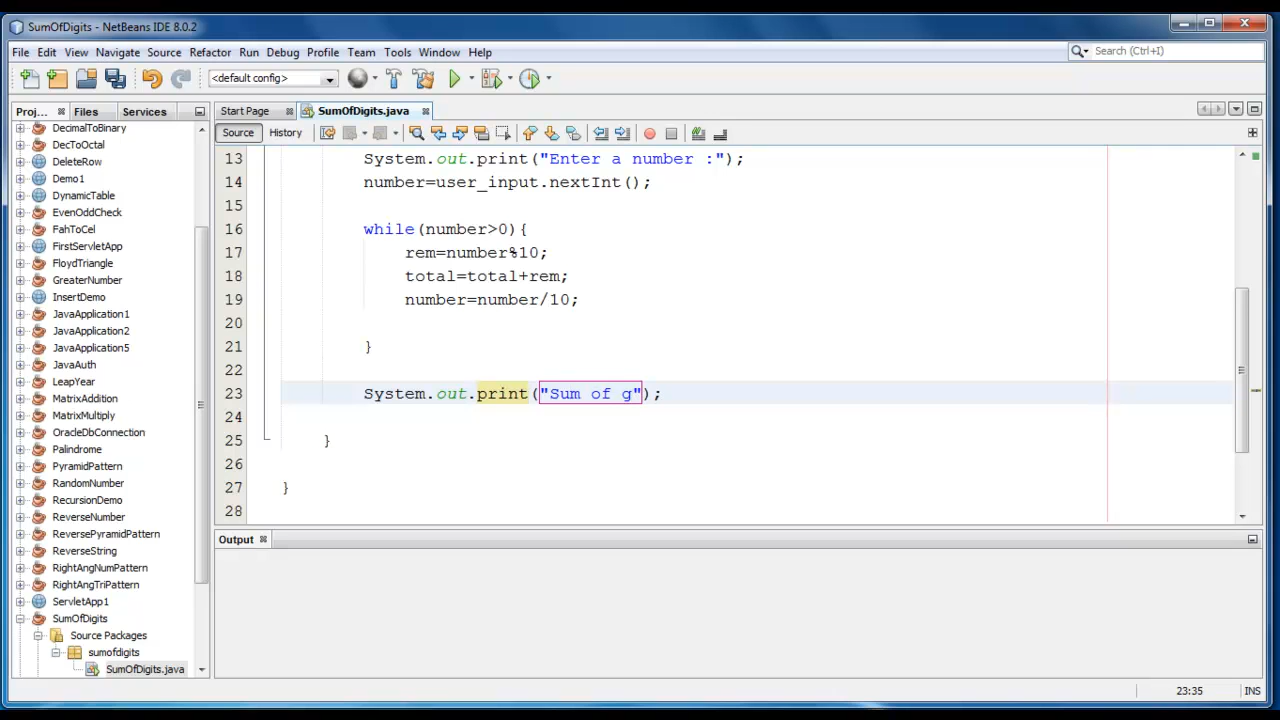 SumOfDigits - NetBeans IDE 8.0.2
File Edit View Navigate Source Refactor Run Debug Profile Team Tools Window Help
Search (Ctrl+I)
<default config>
Proj... Files Services
Start Page SumOfDigits.java
Source History
DecimalToBinary
DecToOctal
DeleteRow
Demo1
DynamicTable
EvenOddCheck
FahToCel
FirstServletApp
FloydTriangle
GreaterNumber
InsertDemo
JavaApplication1
JavaApplication2
JavaApplication5
JavaAuth
LeapYear
MatrixAddition
MatrixMultiply
OracleDbConnection
Palindrome
PyramidPattern
RandomNumber
RecursionDemo
ReverseNumber
ReversePyramidPattern
ReverseString
RightAngNumPattern
RightAngTriPattern
ServletApp1
SumOfDigits
Source Packages
sumofdigits
SumOfDigits.java
13 System.out.print("Enter a number :");
14 number=user_input.nextInt();
15
16 while(number>0){
17 rem=number%10;
18 total=total+rem;
19 number=number/10;
20
21 }
22
23 System.out.print("Sum of g");
24
25 }
26
27 }
28
Output
23:35 INS